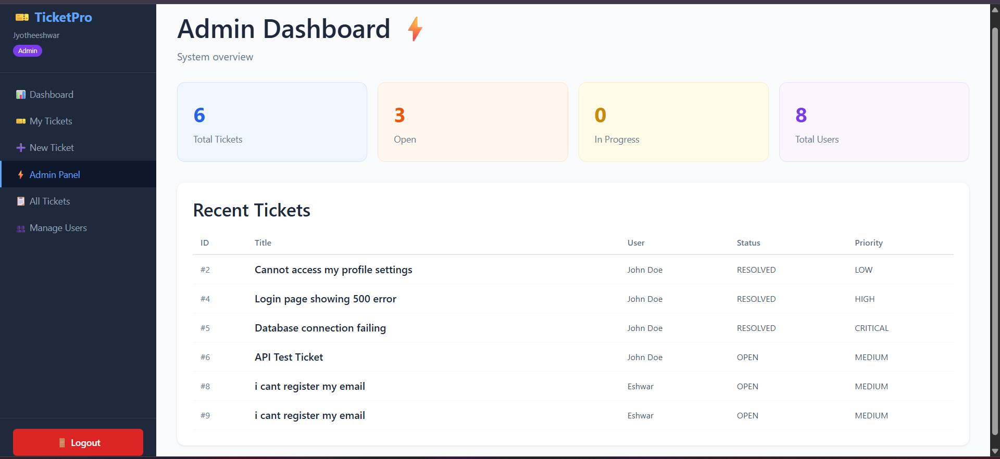 TicketPro
Jyotheeshwar
Admin
Dashboard
My Tickets
New Ticket
Admin Panel
All Tickets
Manage Users
Logout
Admin Dashboard
System overview
6
Total Tickets
3
Open
0
In Progress
8
Total Users
Recent Tickets
ID Title User Status Priority
#2 Cannot access my profile settings John Doe RESOLVED LOW
#4 Login page showing 500 error John Doe RESOLVED HIGH
#5 Database connection failing John Doe RESOLVED CRITICAL
#6 API Test Ticket John Doe OPEN MEDIUM
#8 i cant register my email Eshwar OPEN MEDIUM
#9 i cant register my email Eshwar OPEN MEDIUM